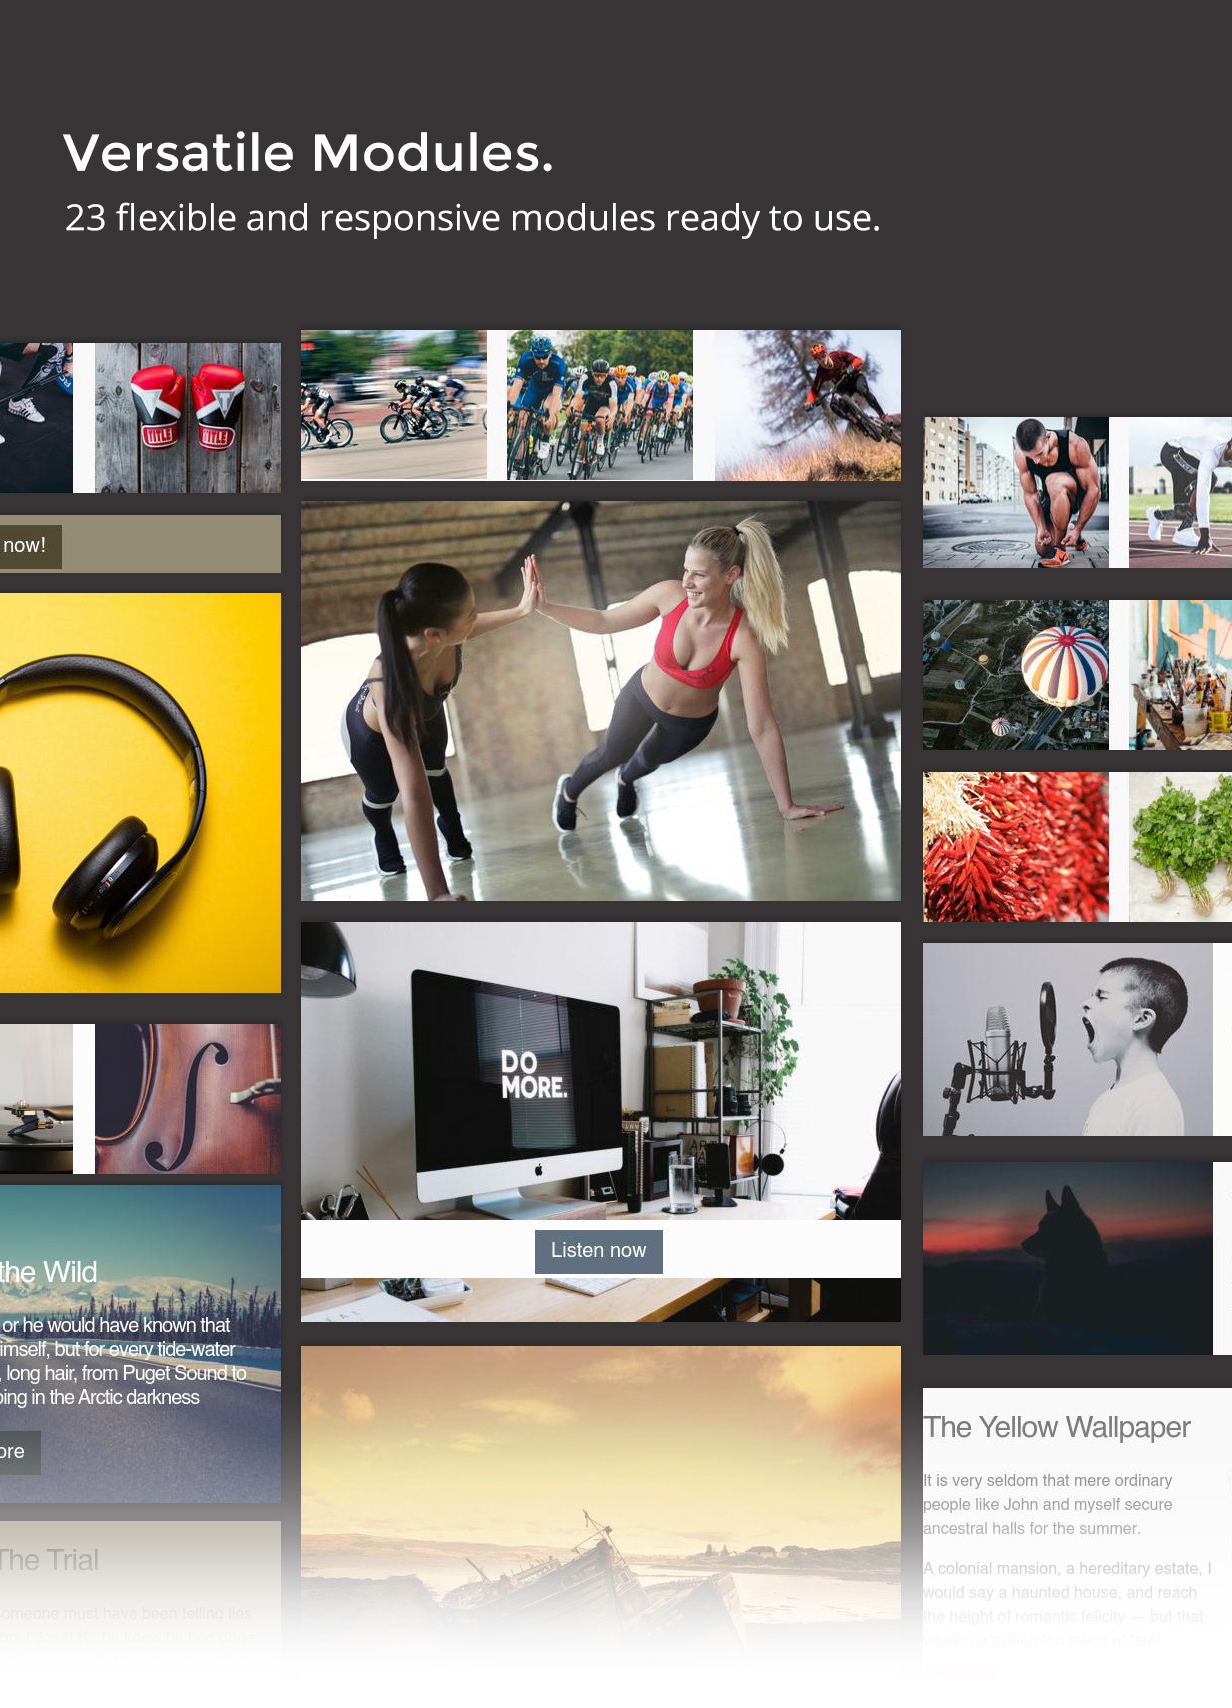 Versatile Modules.
23 flexible and responsive modules ready to use.
TITLE
TITLE
now!
DO
MORE.
Listen now
the Wild
or he would have known that
imself, but for every tide-water
, long hair, from Puget Sound to
ping in the Arctic darkness
ore
The Trial
omeone must have been telling lies
The Yellow Wallpaper
It is very seldom that mere ordinary
people like John and myself secure
ancestral halls for the summer.
A colonial mansion, a hereditary estate, I
would say a haunted house, and reach
the height of romantic felicity — but that
would be asking too much of fate!